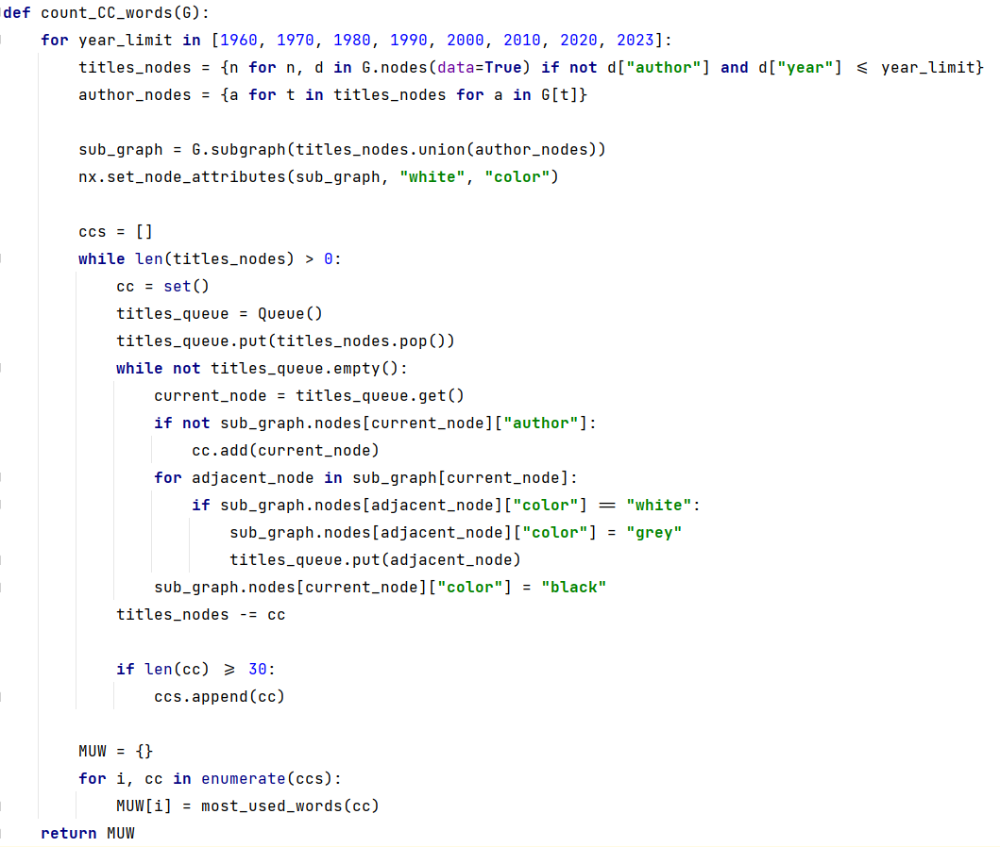 def count_CC_words(G):
    for year_limit in [1960, 1970, 1980, 1990, 2000, 2010, 2020, 2023]:
        titles_nodes = {n for n, d in G.nodes(data=True) if not d["author"] and d["year"] <= year_limit}
        author_nodes = {a for t in titles_nodes for a in G[t]}

        sub_graph = G.subgraph(titles_nodes.union(author_nodes))
        nx.set_node_attributes(sub_graph, "white", "color")

        ccs = []
        while len(titles_nodes) > 0:
            cc = set()
            titles_queue = Queue()
            titles_queue.put(titles_nodes.pop())
            while not titles_queue.empty():
                current_node = titles_queue.get()
                if not sub_graph.nodes[current_node]["author"]:
                    cc.add(current_node)
                for adjacent_node in sub_graph[current_node]:
                    if sub_graph.nodes[adjacent_node]["color"] == "white":
                        sub_graph.nodes[adjacent_node]["color"] = "grey"
                        titles_queue.put(adjacent_node)
                sub_graph.nodes[current_node]["color"] = "black"
            titles_nodes -= cc

            if len(cc) >= 30:
                ccs.append(cc)

        MUW = {}
        for i, cc in enumerate(ccs):
            MUW[i] = most_used_words(cc)
    return MUW